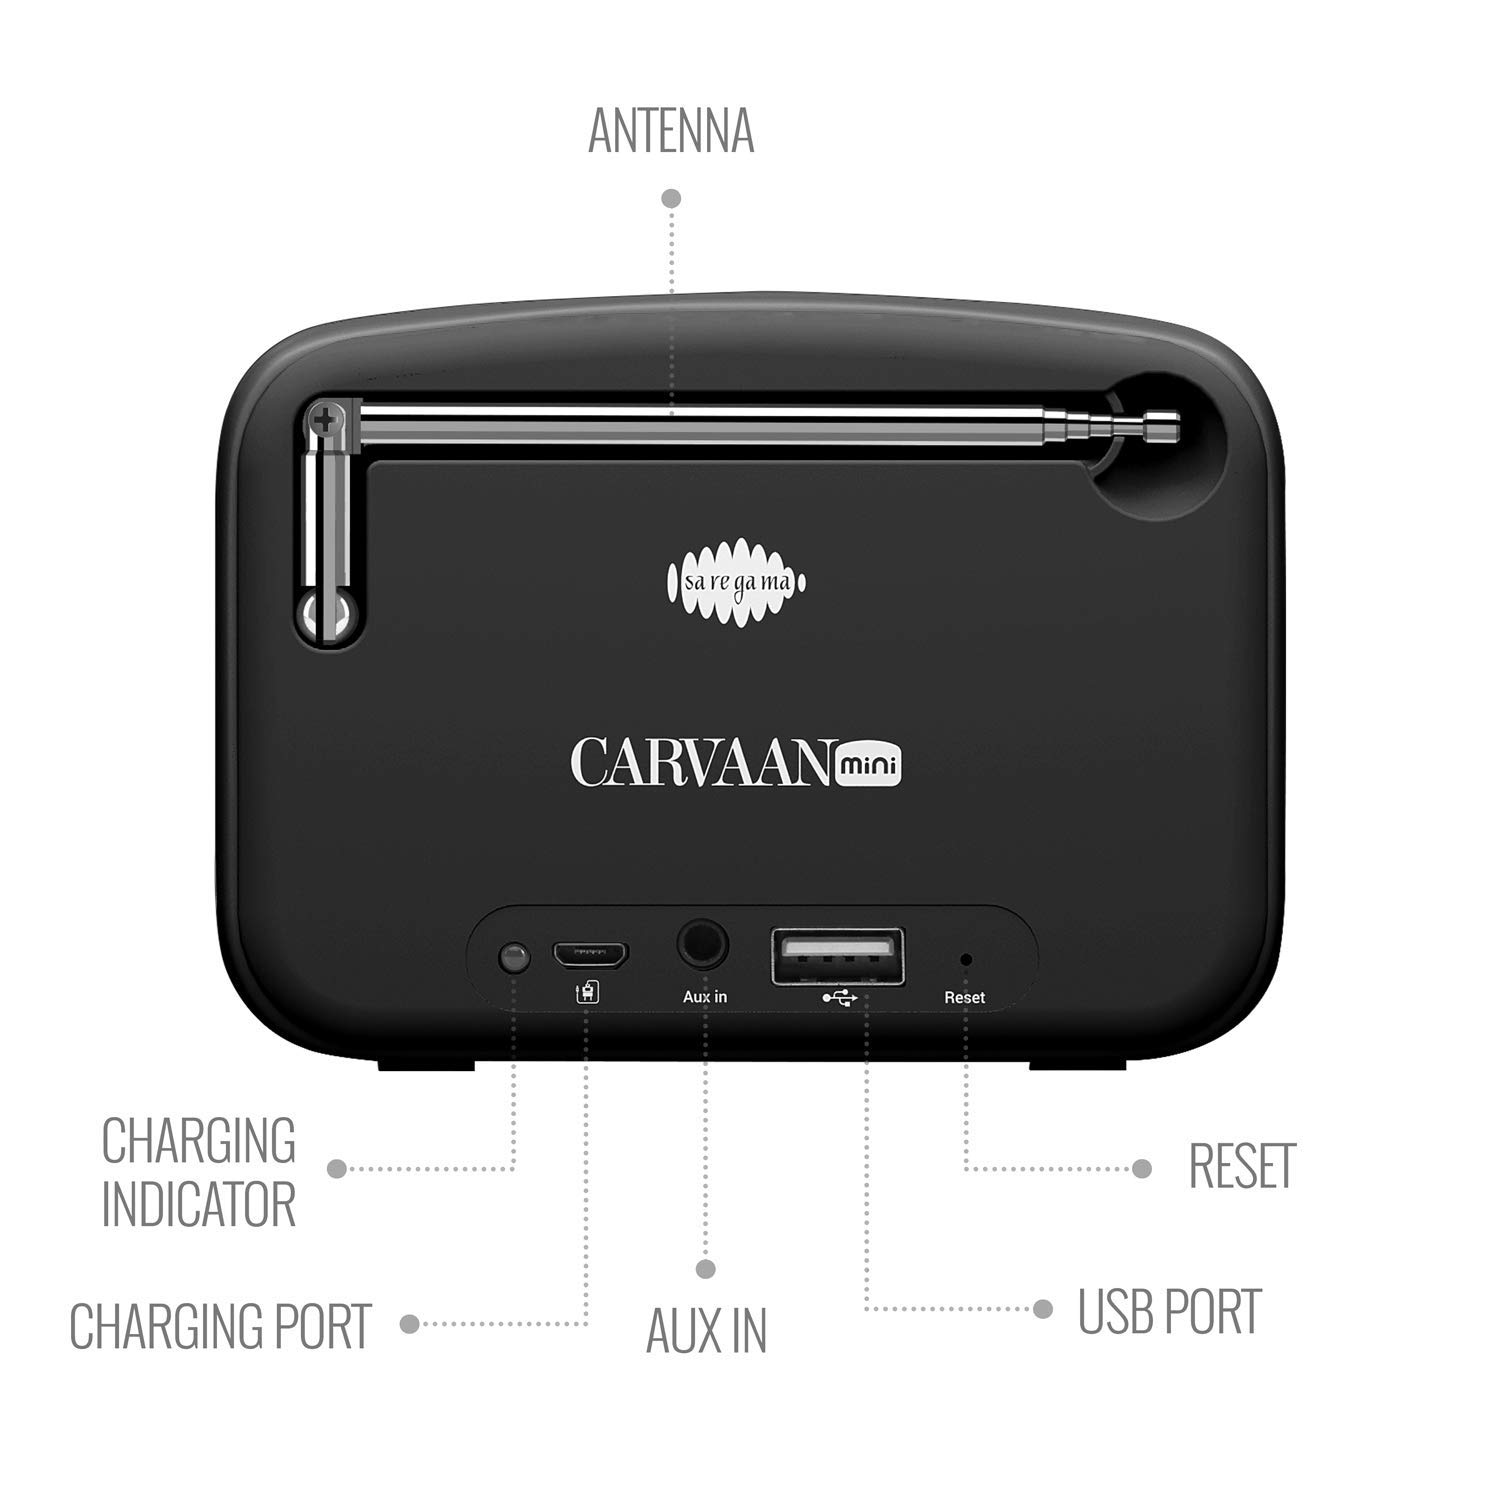 ANTENNA
sa re ga ma
CARVAAN mini
Aux in
Reset
CHARGING
INDICATOR
RESET
CHARGING PORT
AUX IN
USB PORT